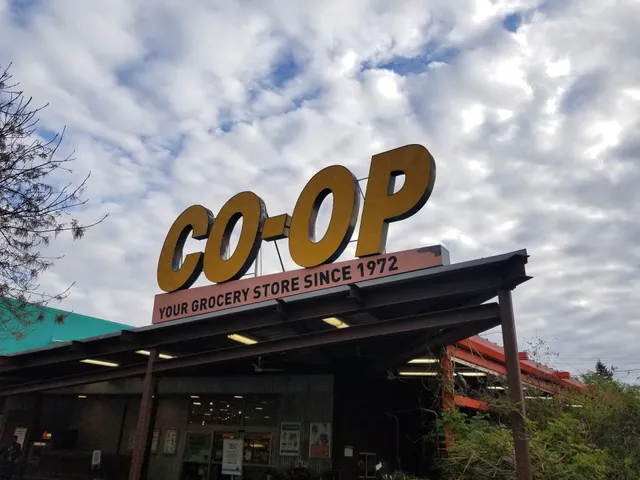 CO-OP
YOUR GROCERY STORE SINCE 1972